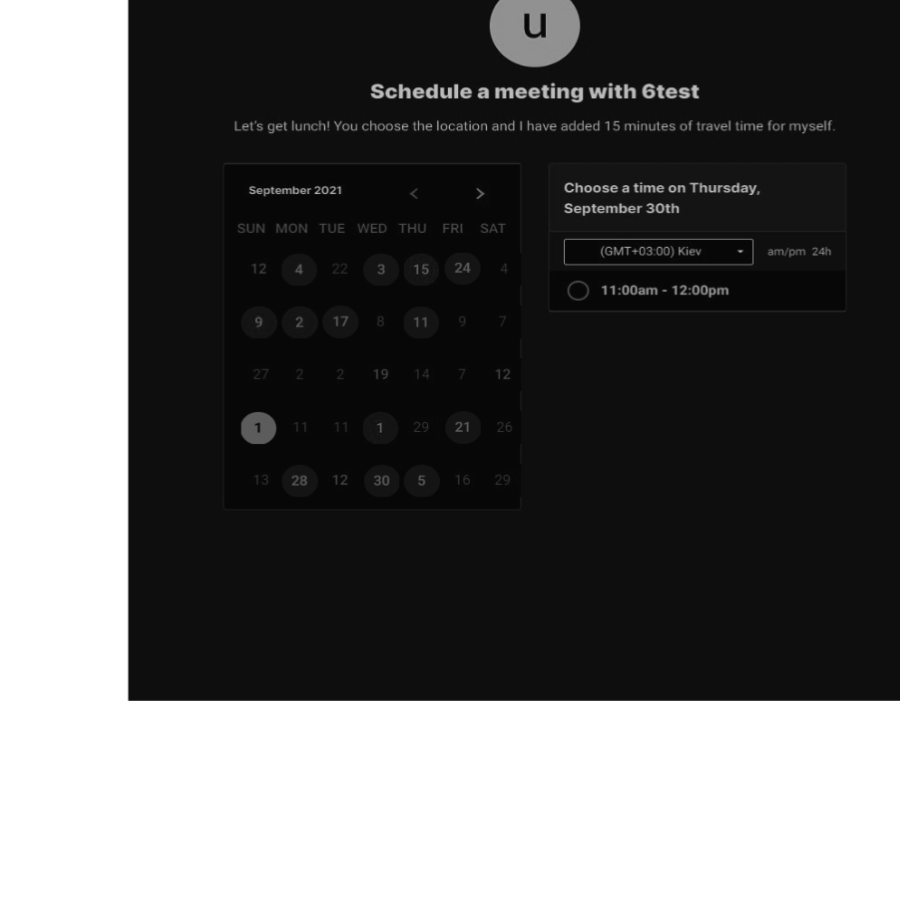 u
Schedule a meeting with 6test
Let's get lunch! You choose the location and I have added 15 minutes of travel time for myself.
September 2021 < >
SUN MON TUE WED THU FRI SAT
12 4 22 3 15 24 4
9 2 17 8 11 9 7
27 2 2 19 14 7 12
1 11 11 1 29 21 26
13 28 12 30 5 16 29
Choose a time on Thursday,
September 30th
(GMT+03:00) Kiev am/pm 24h
11:00am - 12:00pm